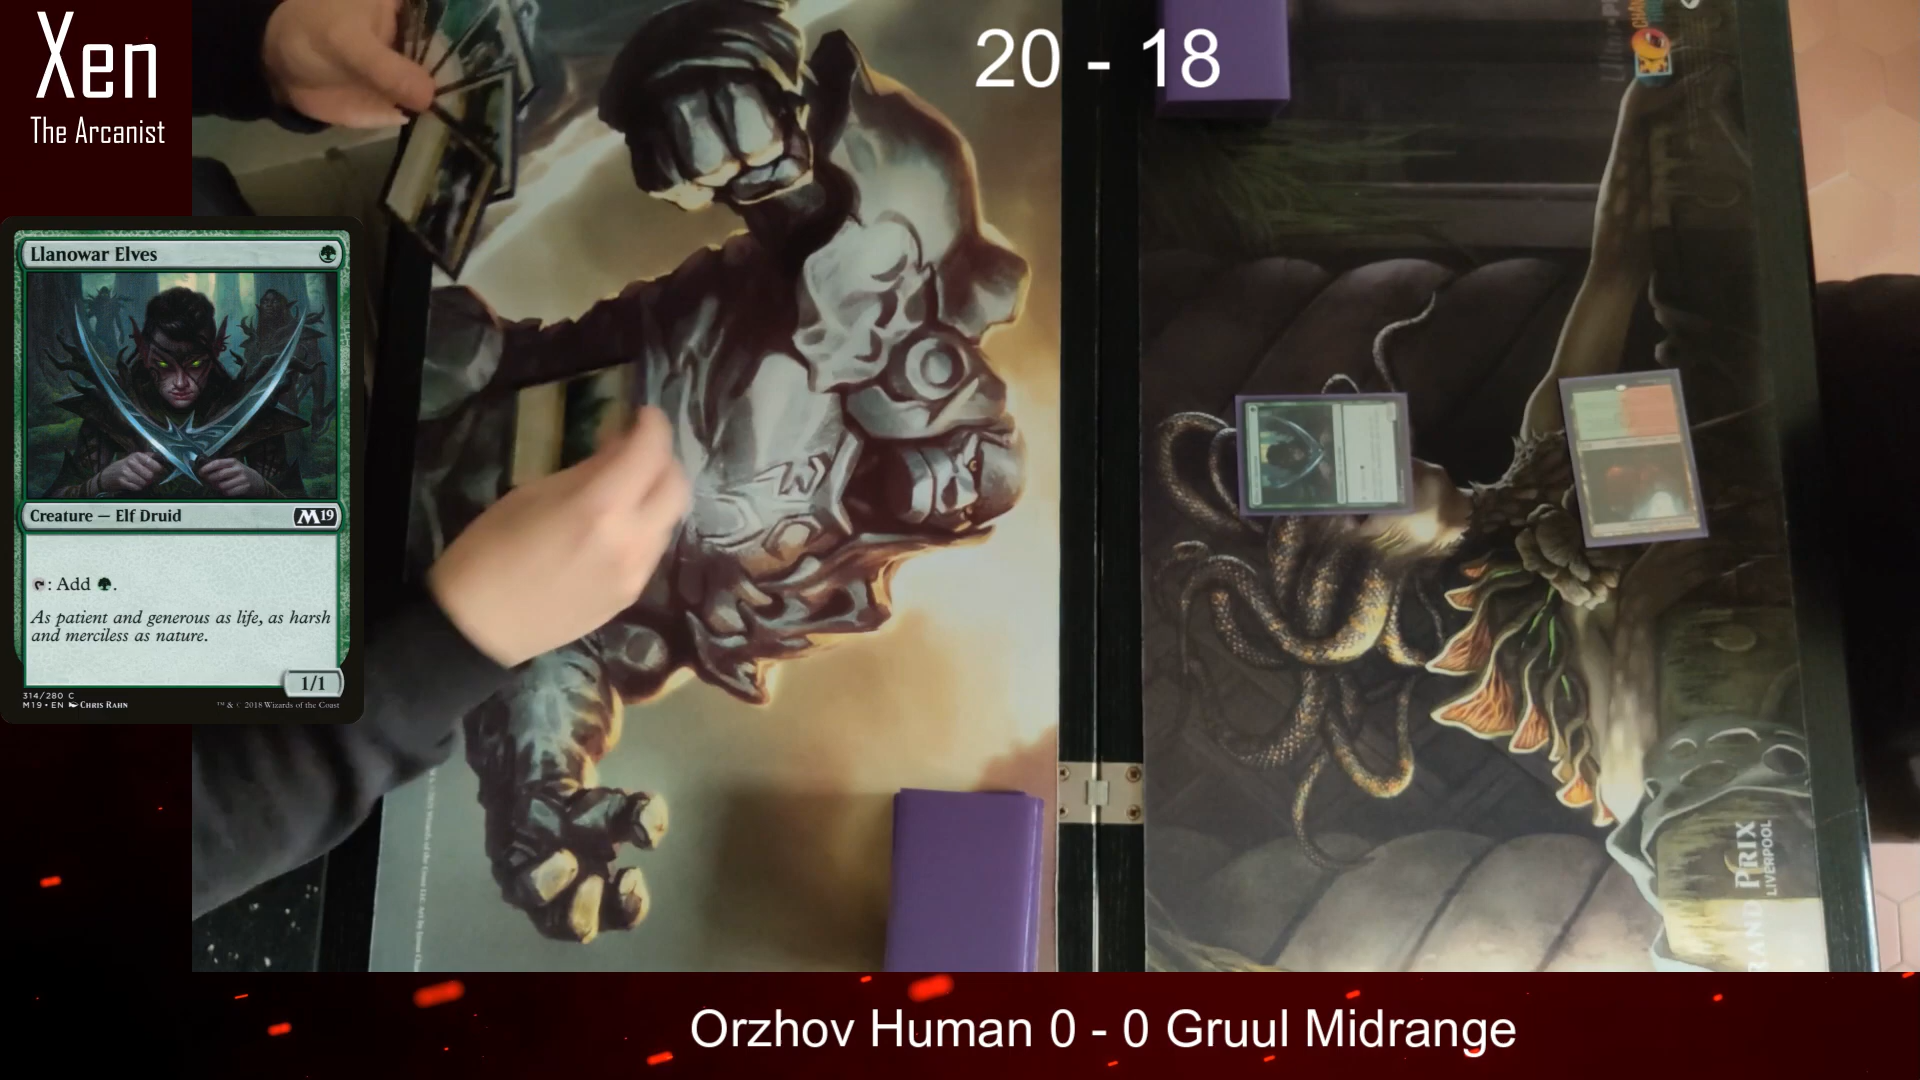 Xen
The Arcanist
20 - 18
Llanowar Elves
Creature — Elf Druid
M19
: Add .
As patient and generous as life, as harsh
and merciless as nature.
1/1
314/280 C
M19 • EN Chris Rahn
™ & © 2018 Wizards of the Coast
GRAND PRIX
LIVERPOOL
Orzhov Human 0 - 0 Gruul Midrange